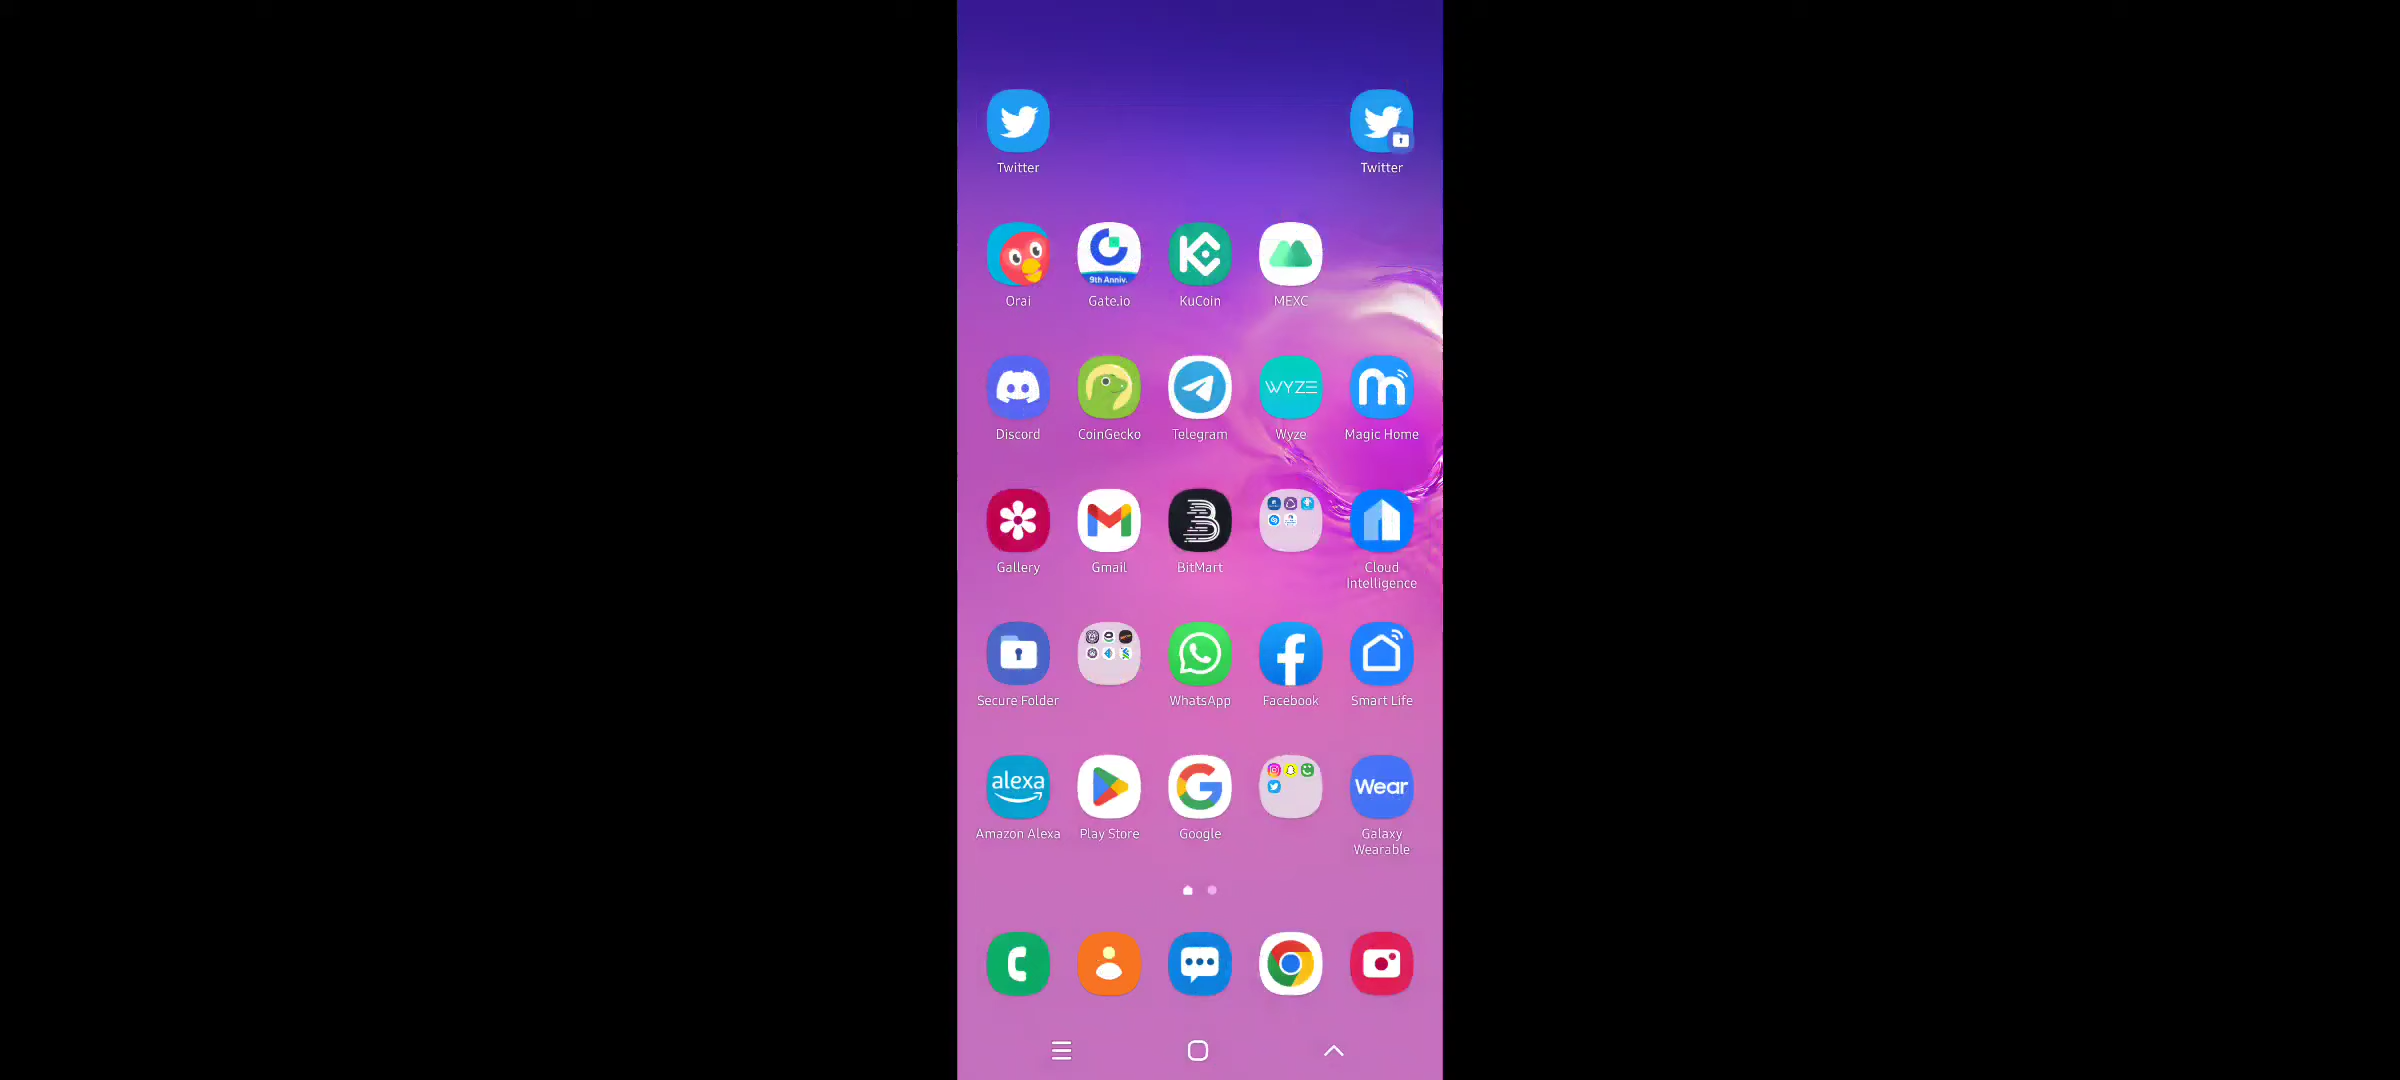 Twitter
Twitter
9th Anniv.
Orai
Gate.io
KuCoin
MEXC
WYZE
Discord
CoinGecko
Telegram
Wyze
Magic Home
Gallery
Gmail
BitMart
Cloud
Intelligence
Secure Folder
WhatsApp
Facebook
Smart Life
alexa
Wear
Amazon Alexa
Play Store
Google
Galaxy
Wearable